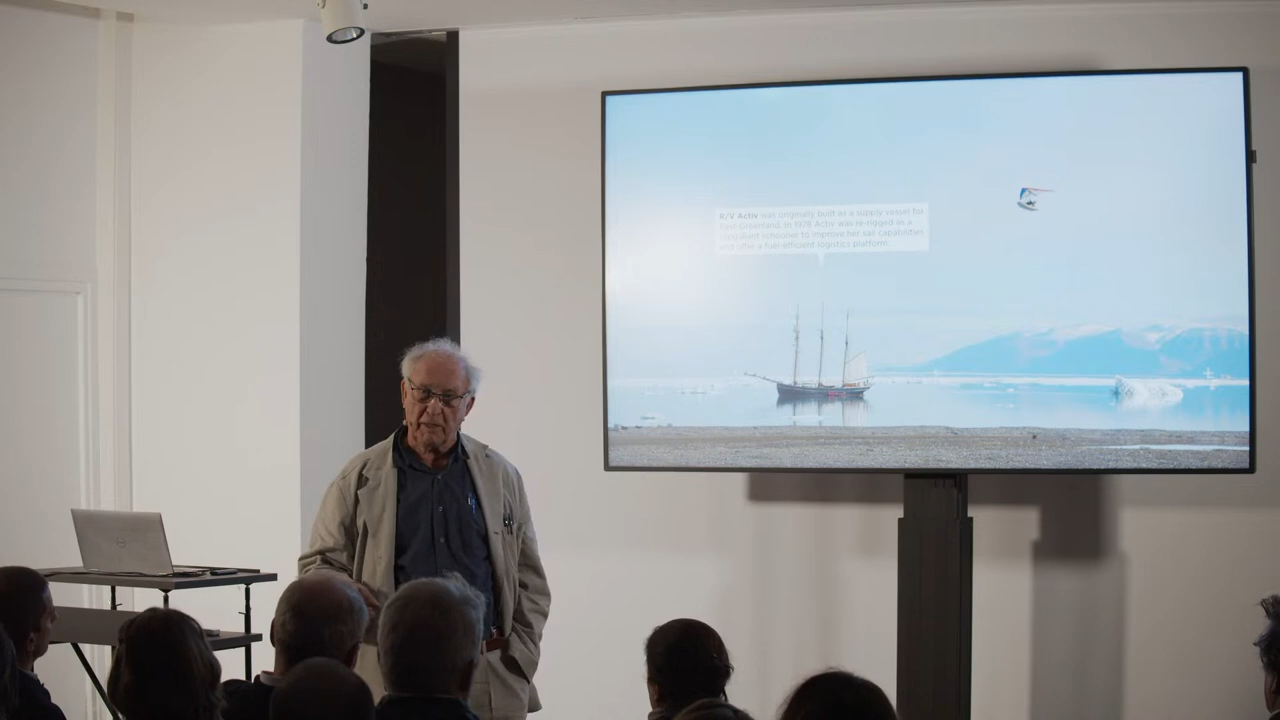 R/V Activ was originally built as a supply vessel for
East Greenland. In 1978 Activ was re-rigged as a
topgallant schooner to improve her sail capabilities
and offer a fuel-efficient logistics platform.